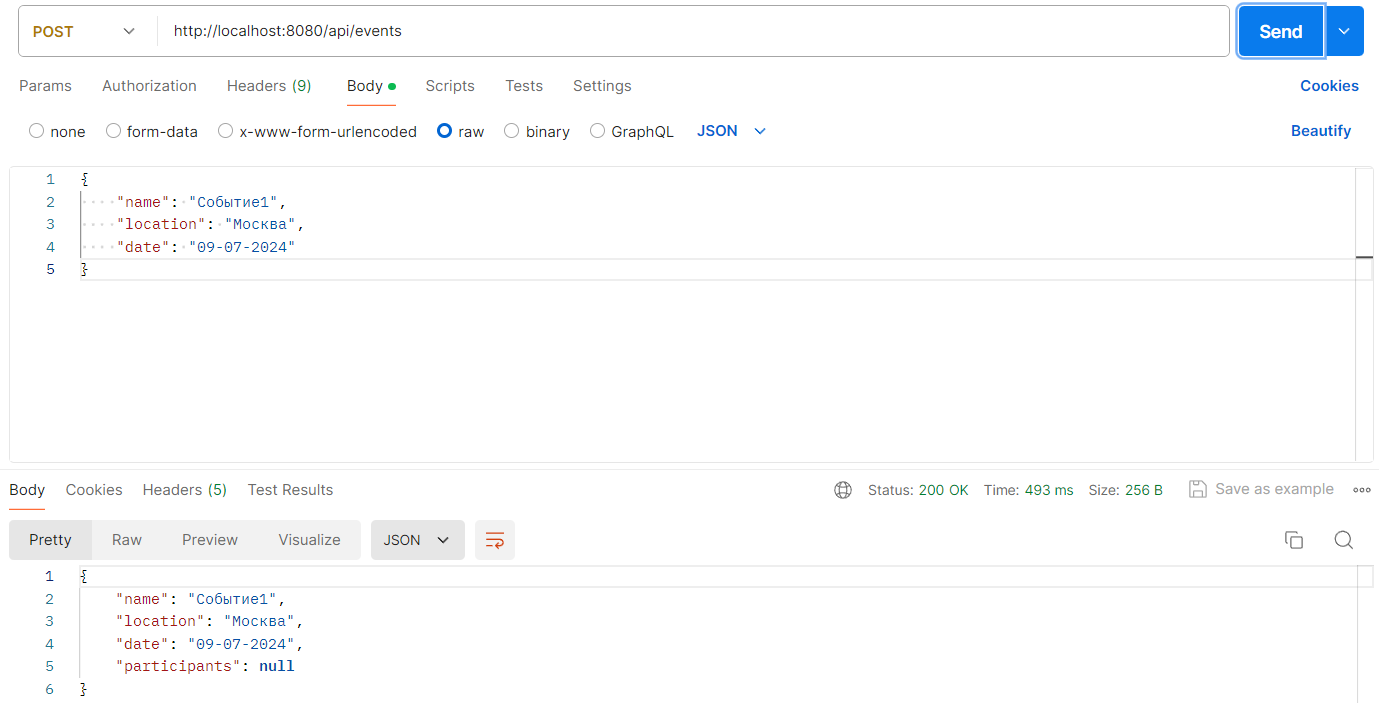 POST http://localhost:8080/api/events Send
Params Authorization Headers (9) Body Scripts Tests Settings Cookies
none form-data x-www-form-urlencoded raw binary GraphQL JSON Beautify
1 {
2 "name": "Событие1",
3 "location": "Москва",
4 "date": "09-07-2024"
5 }
Body Cookies Headers (5) Test Results Status: 200 OK Time: 493 ms Size: 256 B Save as example
Pretty Raw Preview Visualize JSON
1 {
2 "name": "Событие1",
3 "location": "Москва",
4 "date": "09-07-2024",
5 "participants": null
6 }